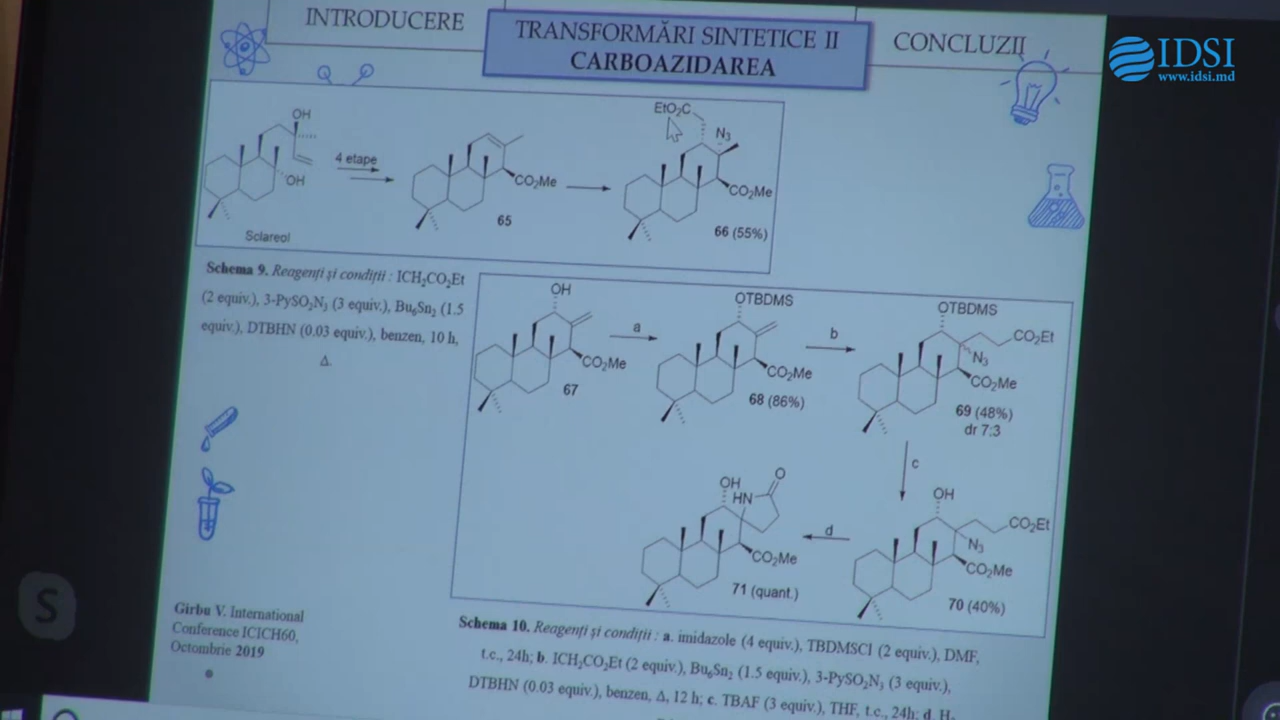 INTRODUCERE
TRANSFORMĂRI SINTETICE II
CARBOAZIDAREA
CONCLUZII
IDSI
www.idsi.md
OH
OH
Sclareol
4 etape
CO₂Me
65
EtO₂C
N₃
CO₂Me
66 (55%)
Schema 9. Reagenți și condiții : ICH₂CO₂Et
(2 equiv.), 3-PySO₂N₃ (3 equiv.), Bu₆Sn₂ (1.5
equiv.), DTBHN (0.03 equiv.), benzen, 10 h,
Δ
OH
CO₂Me
67
a
OTBDMS
CO₂Me
68 (86%)
b
OTBDMS
CO₂Et
N₃
CO₂Me
69 (48%)
dr 7:3
c
OH
CO₂Et
N₃
CO₂Me
70 (40%)
d
OH
HN
O
CO₂Me
71 (quant.)
Schema 10. Reagenți și condiții : a. imidazole (4 equiv.), TBDMSCl (2 equiv.), DMF,
t.c., 24h; b. ICH₂CO₂Et (2 equiv.), Bu₆Sn₂ (1.5 equiv.), 3-PySO₂N₃ (3 equiv.),
DTBHN (0.03 equiv.), benzen, Δ, 12 h; c. TBAF (3 equiv.), THF, t.c., 24h; d. H₂
Girbu V. International
Conference ICICH60,
Octombrie 2019
S